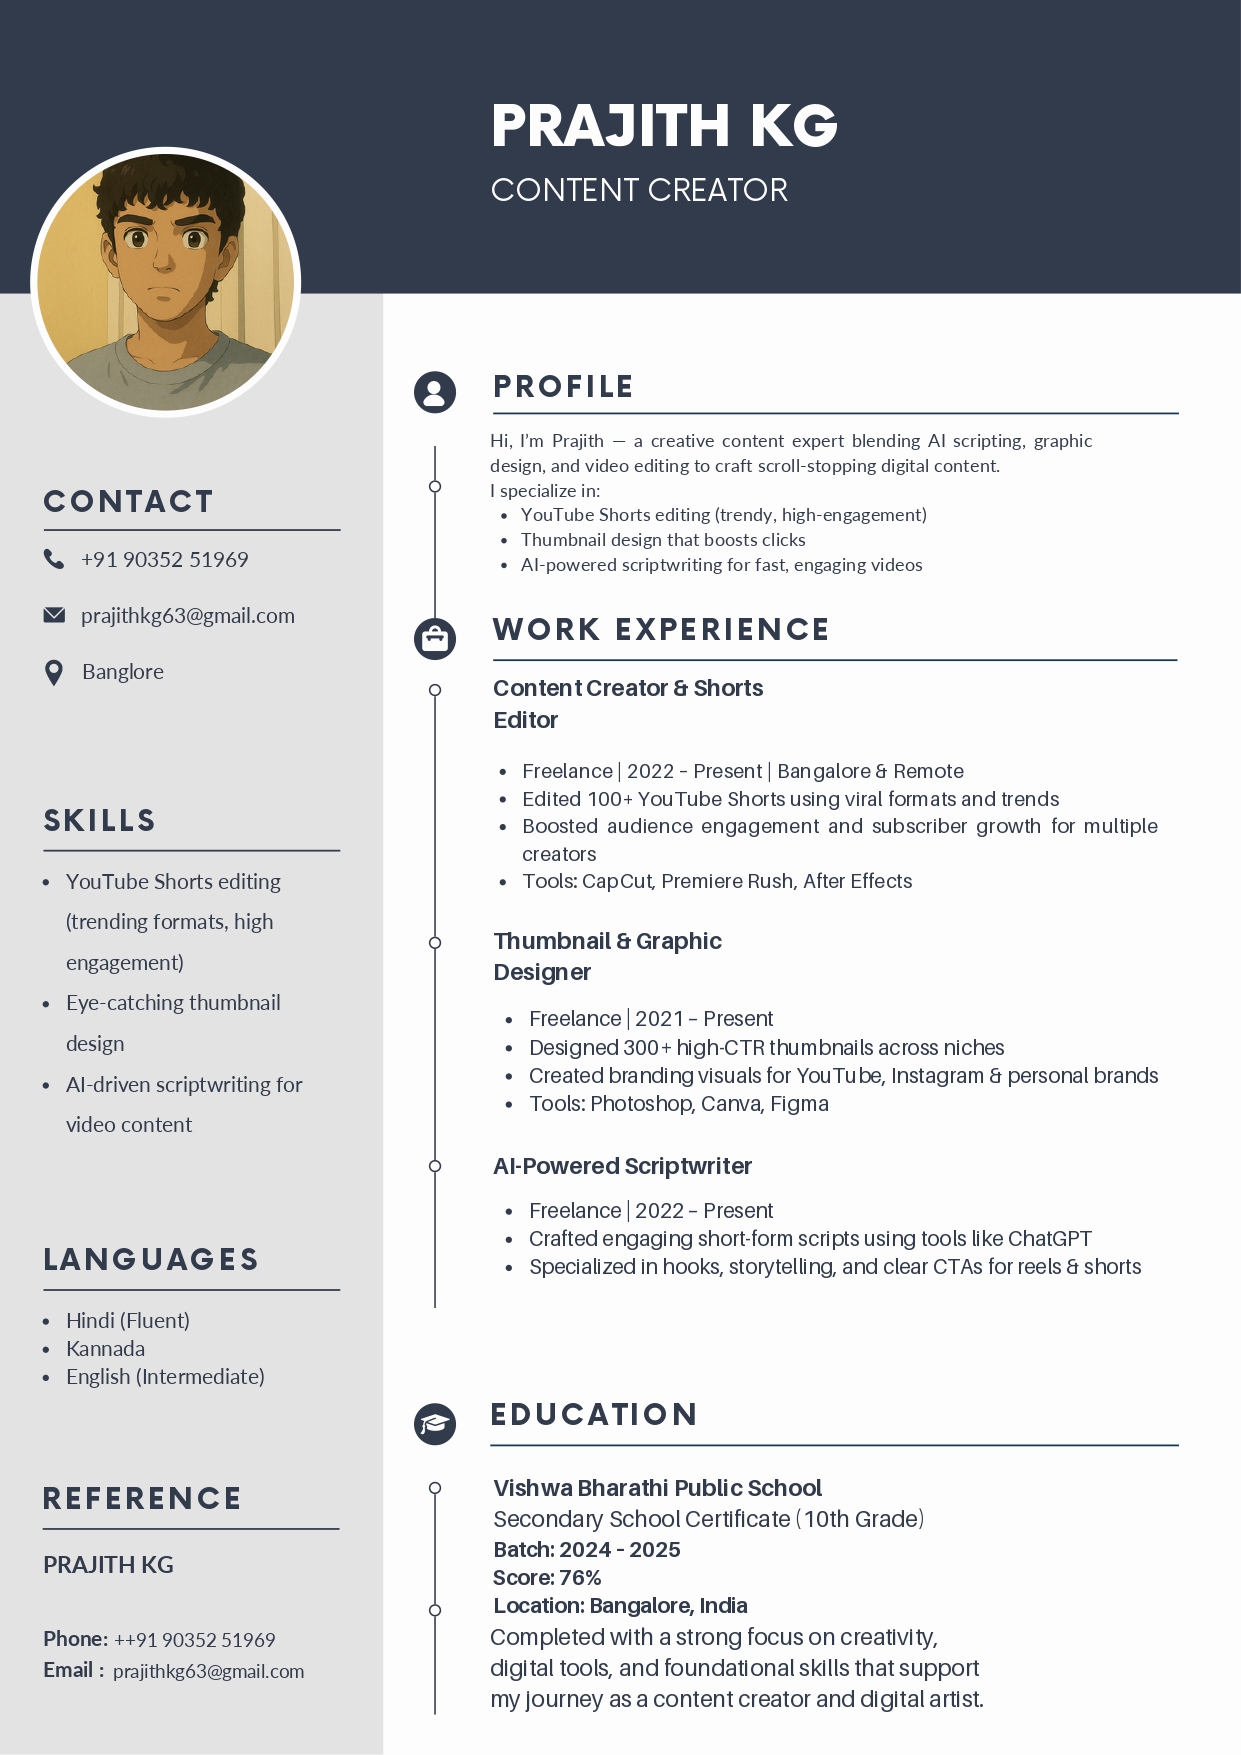 PRAJITH KG
CONTENT CREATOR
CONTACT
+91 90352 51969
prajithkg63@gmail.com
Banglore
SKILLS
• YouTube Shorts editing
(trending formats, high
engagement)
• Eye-catching thumbnail
design
• AI-driven scriptwriting for
video content
LANGUAGES
• Hindi (Fluent)
• Kannada
• English (Intermediate)
REFERENCE
PRAJITH KG
Phone: ++91 90352 51969
Email : prajithkg63@gmail.com
PROFILE
Hi, I’m Prajith — a creative content expert blending AI scripting, graphic
design, and video editing to craft scroll-stopping digital content.
I specialize in:
• YouTube Shorts editing (trendy, high-engagement)
• Thumbnail design that boosts clicks
• AI-powered scriptwriting for fast, engaging videos
WORK EXPERIENCE
Content Creator & Shorts
Editor
• Freelance | 2022 – Present | Bangalore & Remote
• Edited 100+ YouTube Shorts using viral formats and trends
• Boosted audience engagement and subscriber growth for multiple
creators
• Tools: CapCut, Premiere Rush, After Effects
Thumbnail & Graphic
Designer
• Freelance | 2021 – Present
• Designed 300+ high-CTR thumbnails across niches
• Created branding visuals for YouTube, Instagram & personal brands
• Tools: Photoshop, Canva, Figma
AI-Powered Scriptwriter
• Freelance | 2022 – Present
• Crafted engaging short-form scripts using tools like ChatGPT
• Specialized in hooks, storytelling, and clear CTAs for reels & shorts
EDUCATION
Vishwa Bharathi Public School
Secondary School Certificate (10th Grade)
Batch: 2024 – 2025
Score: 76%
Location: Bangalore, India
Completed with a strong focus on creativity,
digital tools, and foundational skills that support
my journey as a content creator and digital artist.